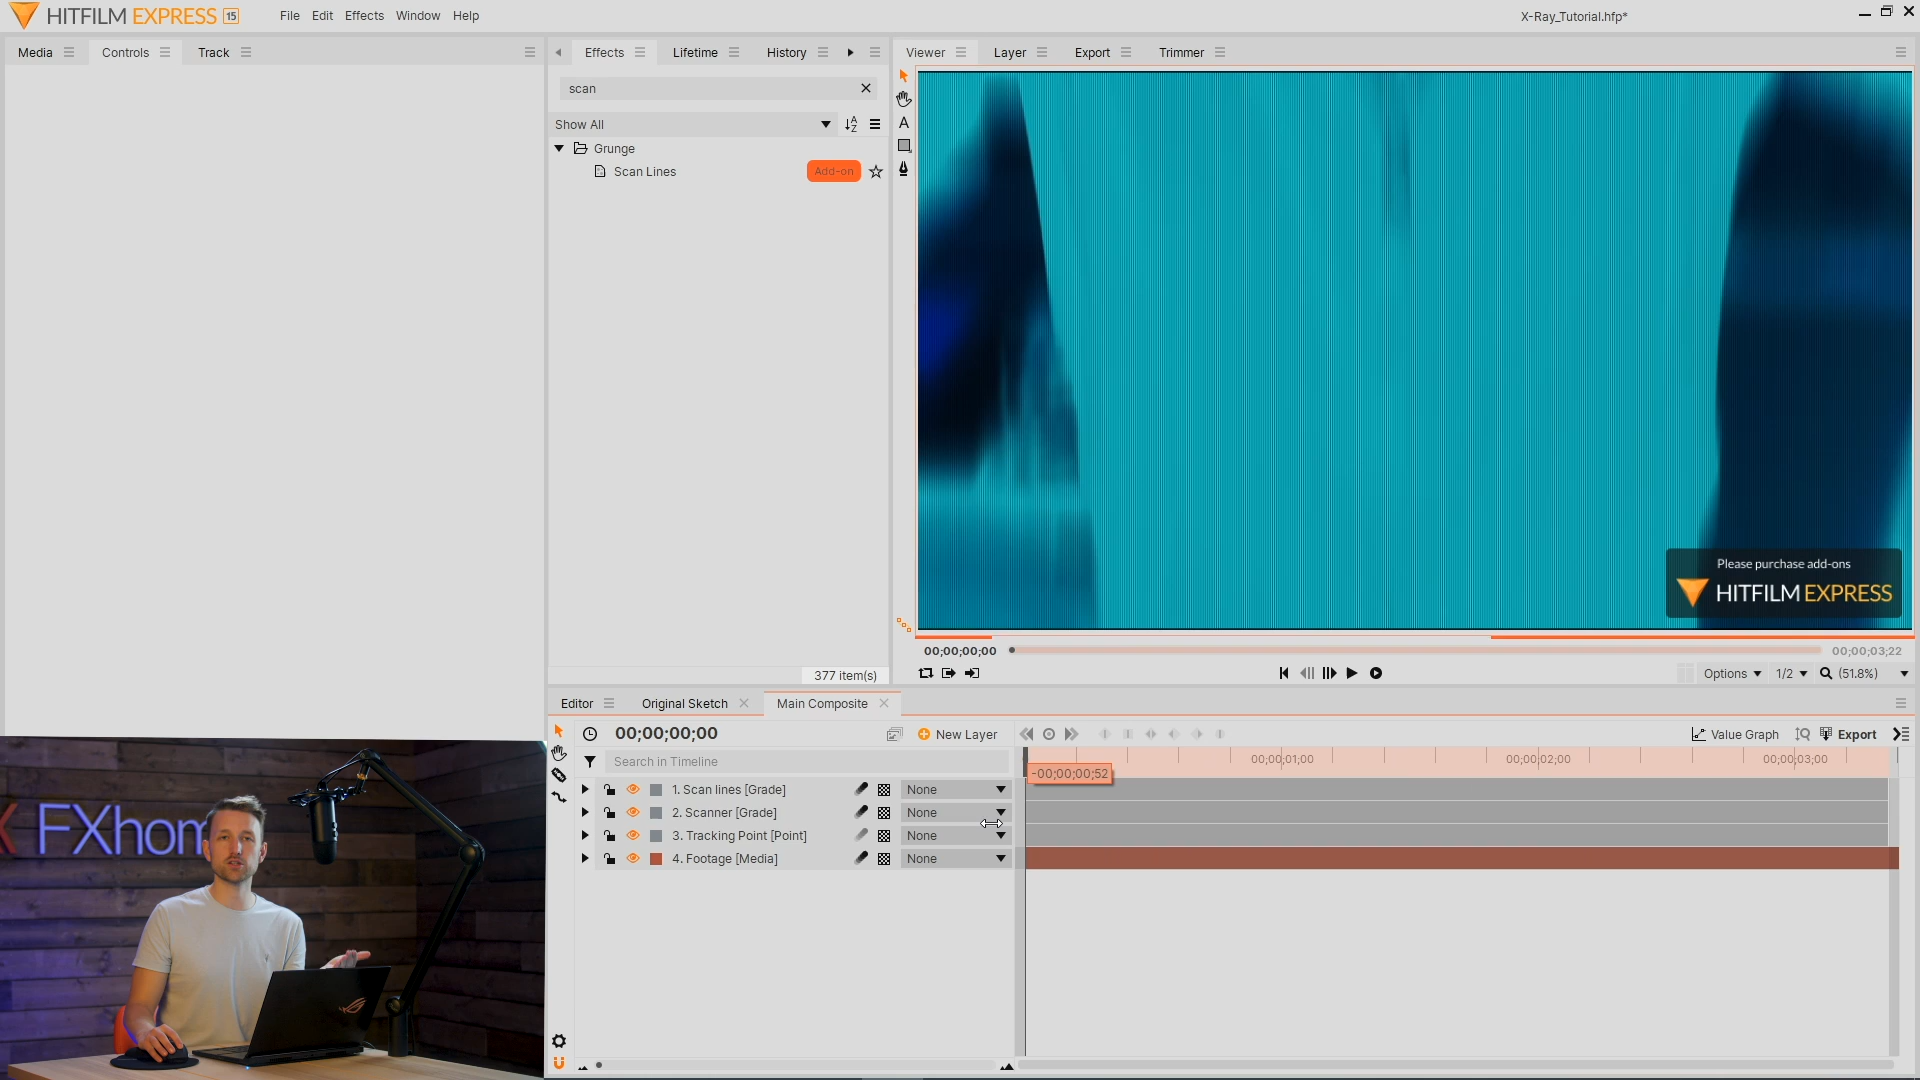 HITFILM EXPRESS 15
File Edit Effects Window Help
X-Ray_Tutorial.hfp*
Media Controls Track
Effects Lifetime History
Viewer Layer Export Trimmer
scan
Show All
Grunge
Scan Lines Add-on
377 item(s)
Please purchase add-ons
HITFILM EXPRESS
00;00;00;00
00;00;03;22
Options 1/2 (51.8%)
Editor Original Sketch Main Composite
00;00;00;00 New Layer
Value Graph Export
Search in Timeline
00;00;01;00 00;00;02;00 00;00;03;00
-00;00;00;52
1. Scan lines [Grade] None
2. Scanner [Grade] None
3. Tracking Point [Point] None
4. Footage [Media] None
FXhom